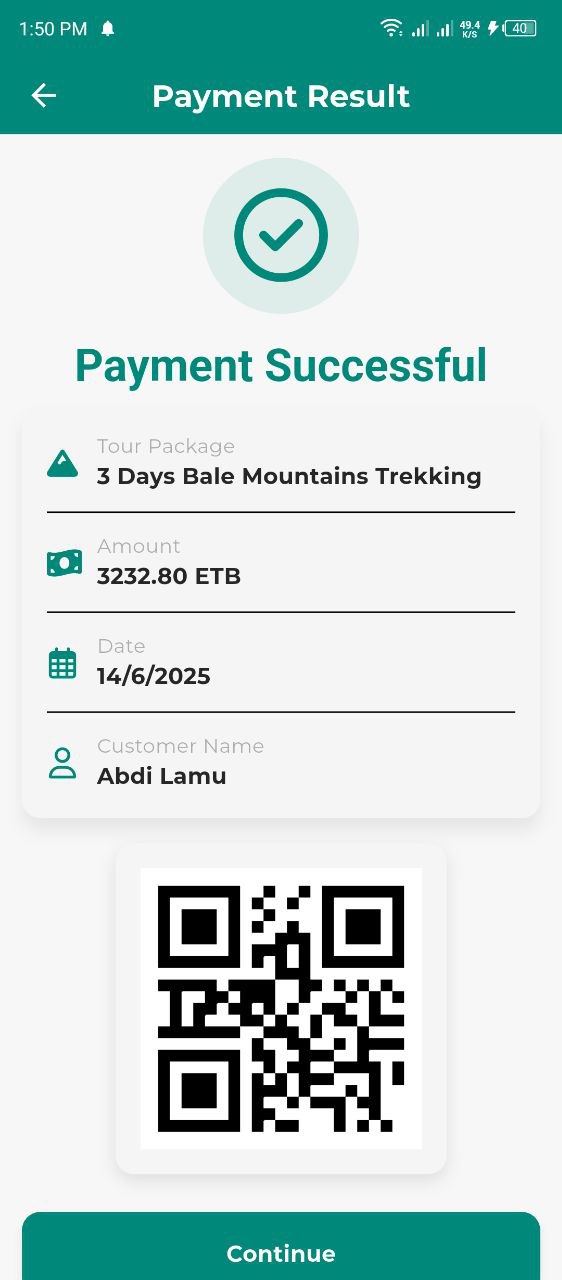 1:50 PM
49.4
K/S
40
Payment Result
Payment Successful
Tour Package
3 Days Bale Mountains Trekking
Amount
3232.80 ETB
Date
14/6/2025
Customer Name
Abdi Lamu
Continue